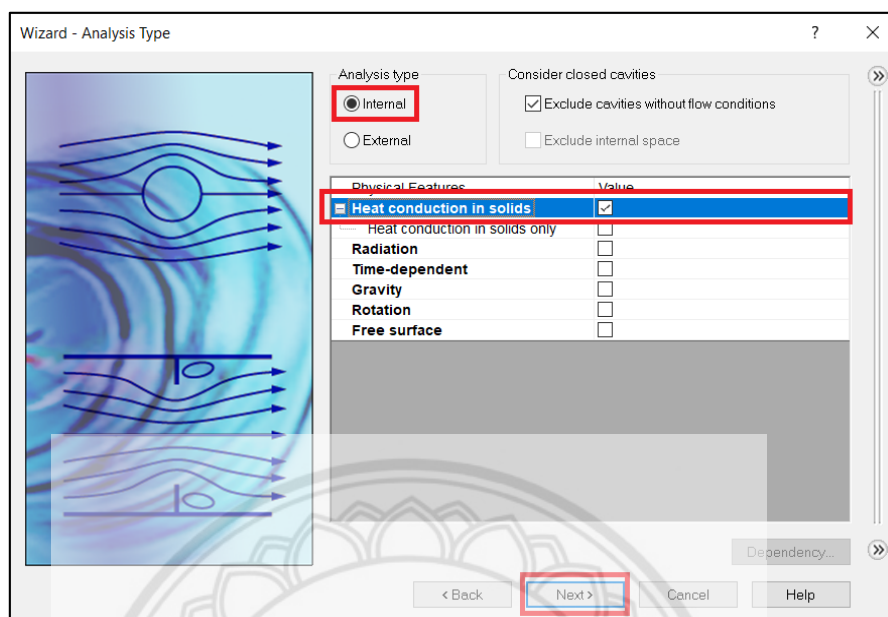 Wizard - Analysis Type
?
Analysis type
Internal
External
Consider closed cavities
Exclude cavities without flow conditions
Exclude internal space
Physical Features Value
Heat conduction in solids
Heat conduction in solids only
Radiation
Time-dependent
Gravity
Rotation
Free surface
Dependency...
< Back Next > Cancel Help